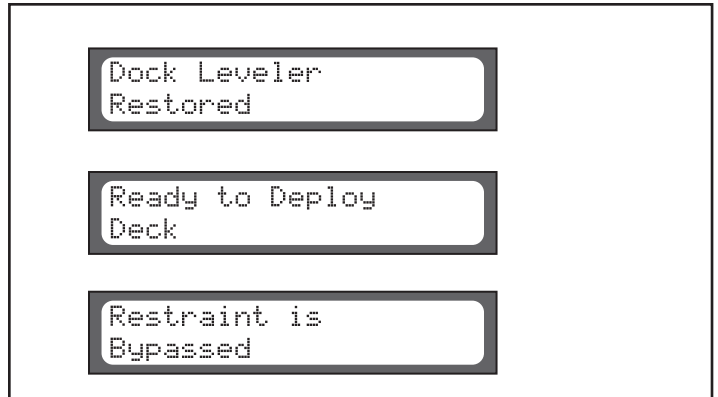 Dock Leveler
Restored
Ready to Deploy
Deck
Restraint is
Bypassed